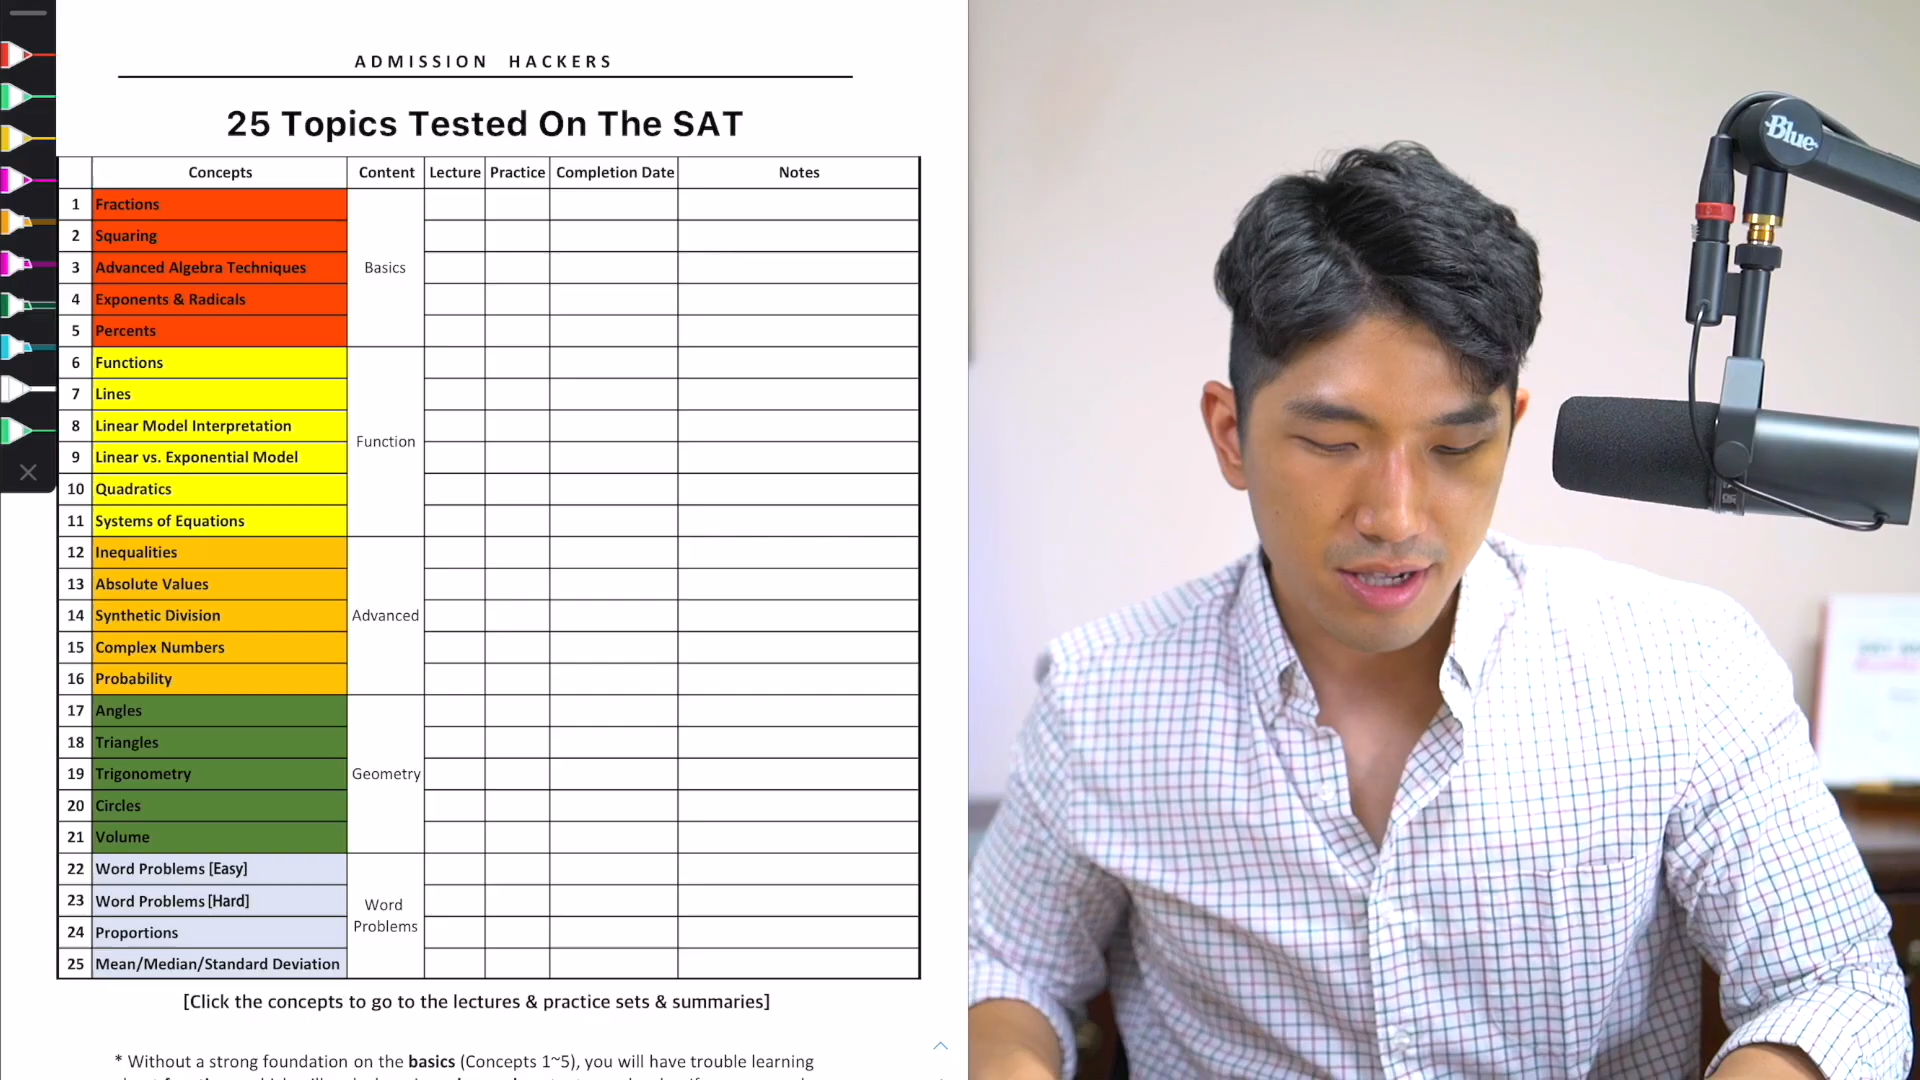 ADMISSION HACKERS
25 Topics Tested On The SAT
Concepts Content Lecture Practice Completion Date Notes
1 Fractions
2 Squaring
3 Advanced Algebra Techniques Basics
4 Exponents & Radicals
5 Percents
6 Functions
7 Lines
8 Linear Model Interpretation
Function
9 Linear vs. Exponential Model
10 Quadratics
11 Systems of Equations
12 Inequalities
13 Absolute Values
14 Synthetic Division Advanced
15 Complex Numbers
16 Probability
17 Angles
18 Triangles
19 Trigonometry Geometry
20 Circles
21 Volume
22 Word Problems [Easy]
23 Word Problems [Hard] Word
Problems
24 Proportions
25 Mean/Median/Standard Deviation
[Click the concepts to go to the lectures & practice sets & summaries]
* Without a strong foundation on the basics (Concepts 1~5), you will have trouble learning
Blue